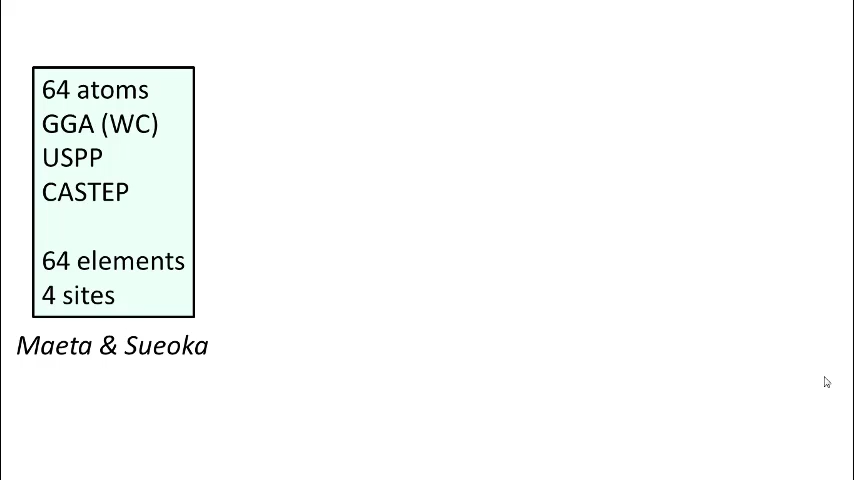 64 atoms
GGA (WC)
USPP
CASTEP
64 elements
4 sites
Maeta & Sueoka